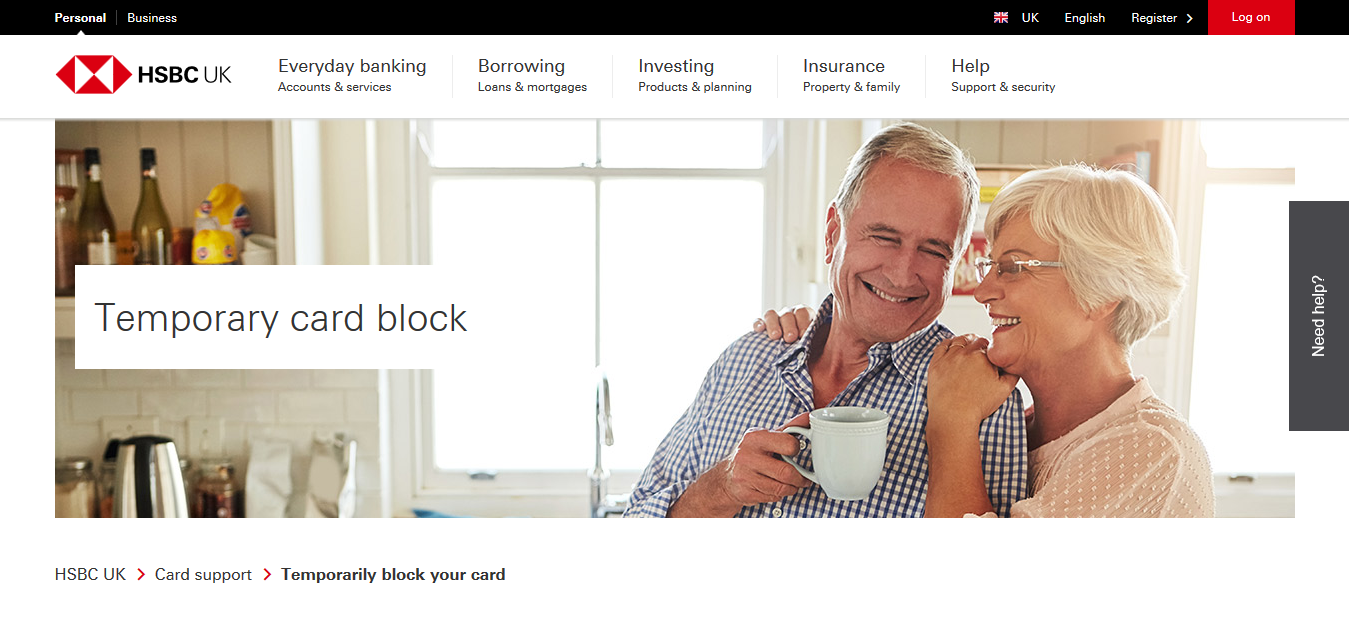 Personal
Business
UK
English
Register
Log on
HSBC UK
Everyday banking
Accounts & services
Borrowing
Loans & mortgages
Investing
Products & planning
Insurance
Property & family
Help
Support & security
Temporary card block
Need help?
HSBC UK
Card support
Temporarily block your card